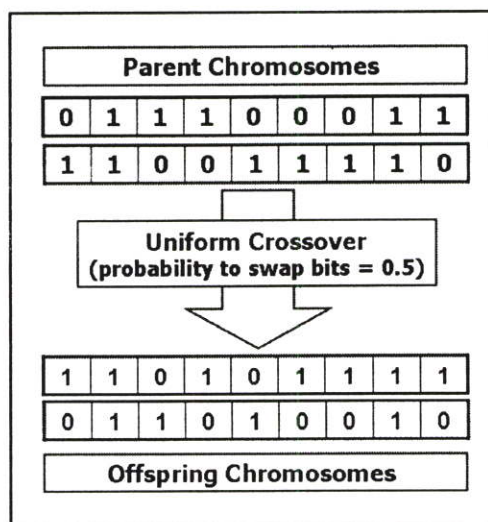 Parent Chromosomes
0 1 1 1 0 0 0 1 1
1 1 0 0 1 1 1 1 0
Uniform Crossover
(probability to swap bits = 0.5)
1 1 0 1 0 1 1 1 1
0 1 1 0 1 0 0 1 0
Offspring Chromosomes